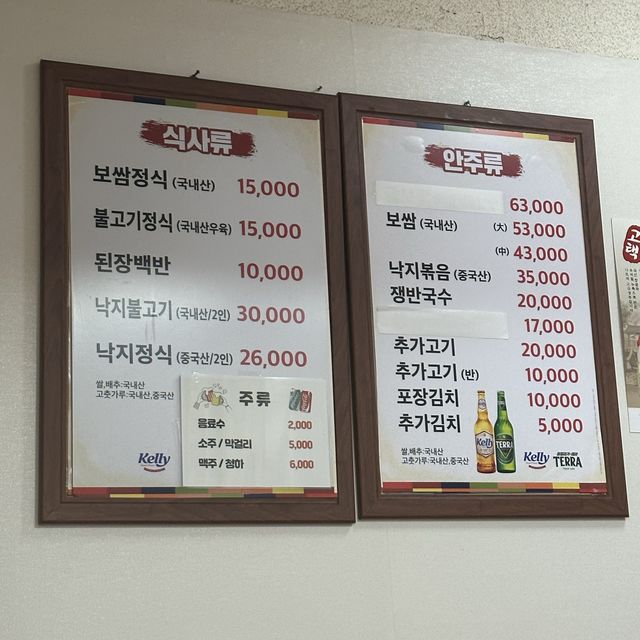 식사류
보쌈정식 (국내산) 15,000
불고기정식 (국내산우육) 15,000
된장백반 10,000
낙지불고기 (국내산/2인) 30,000
낙지정식 (중국산/2인) 26,000
쌀,배추:국내산
고춧가루:국내산,중국산
Kelly
주류
음료수 2,000
소주 / 막걸리 5,000
맥주 / 청하 6,000
안주류
63,000
보쌈 (국내산) (大) 53,000
(中) 43,000
낙지볶음 (중국산) 35,000
쟁반국수 20,000
17,000
추가고기 20,000
추가고기 (반) 10,000
포장김치 10,000
추가김치 5,000
쌀,배추:국내산
고춧가루:국내산,중국산
Kelly
TERRA
Kelly
TERRA
고
택